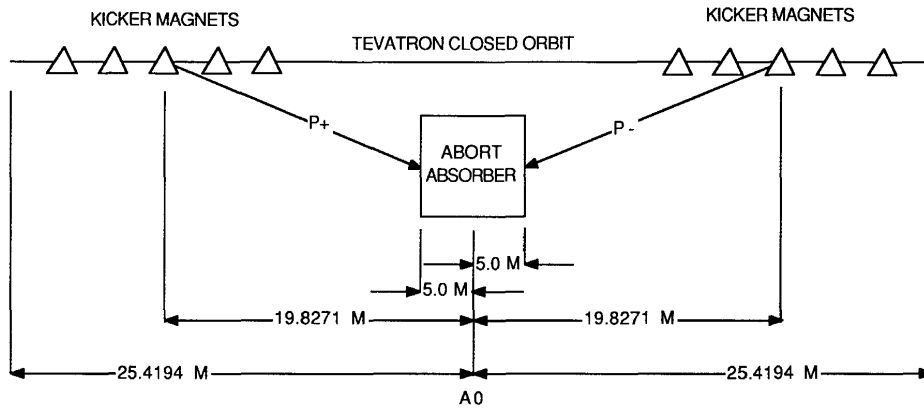 KICKER MAGNETS
KICKER MAGNETS
TEVATRON CLOSED ORBIT
P+
P-
ABORT
ABSORBER
5.0 M
5.0 M
19.8271 M
19.8271 M
25.4194 M
25.4194 M
A0